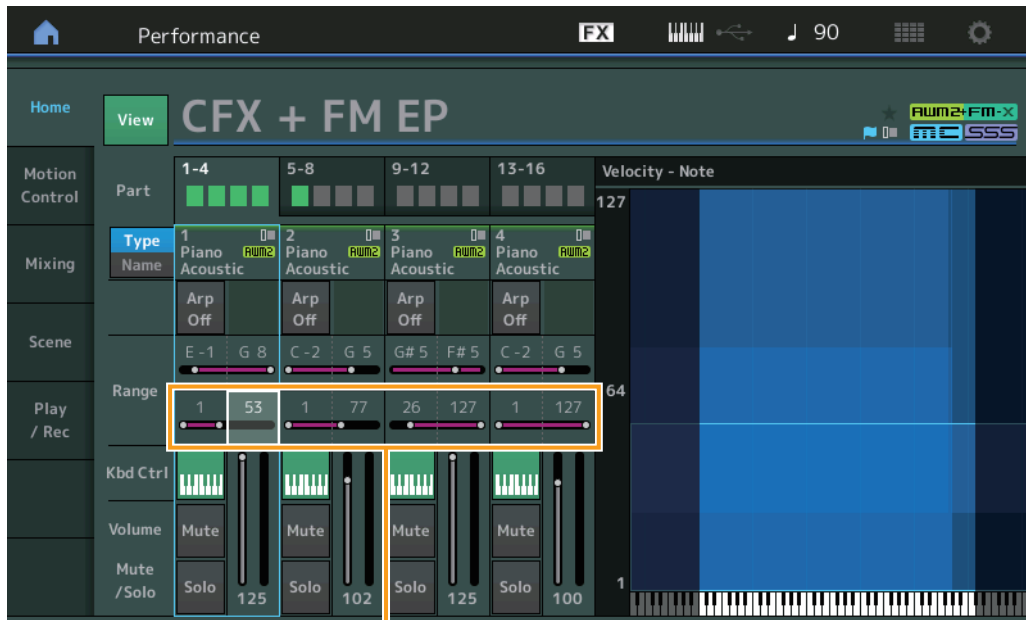 Performance FX 90
Home
View CFX + FM EP AWM2+FM-X
MC SSS
Motion
Control
Mixing
Scene
Play
/ Rec
Part 1-4 5-8 9-12 13-16
Velocity - Note
127
64
1
Type
Name
1 Piano AWM2 Acoustic
2 Piano AWM2 Acoustic
3 Piano AWM2 Acoustic
4 Piano AWM2 Acoustic
Arp Off Arp Off Arp Off Arp Off
Range
E -1 G 8 C -2 G 5 G# 5 F# 5 C -2 G 5
1 53 1 77 26 127 1 127
Kbd Ctrl
Volume Mute Mute Mute Mute
Mute
/Solo Solo 125 Solo 102 Solo 125 Solo 100